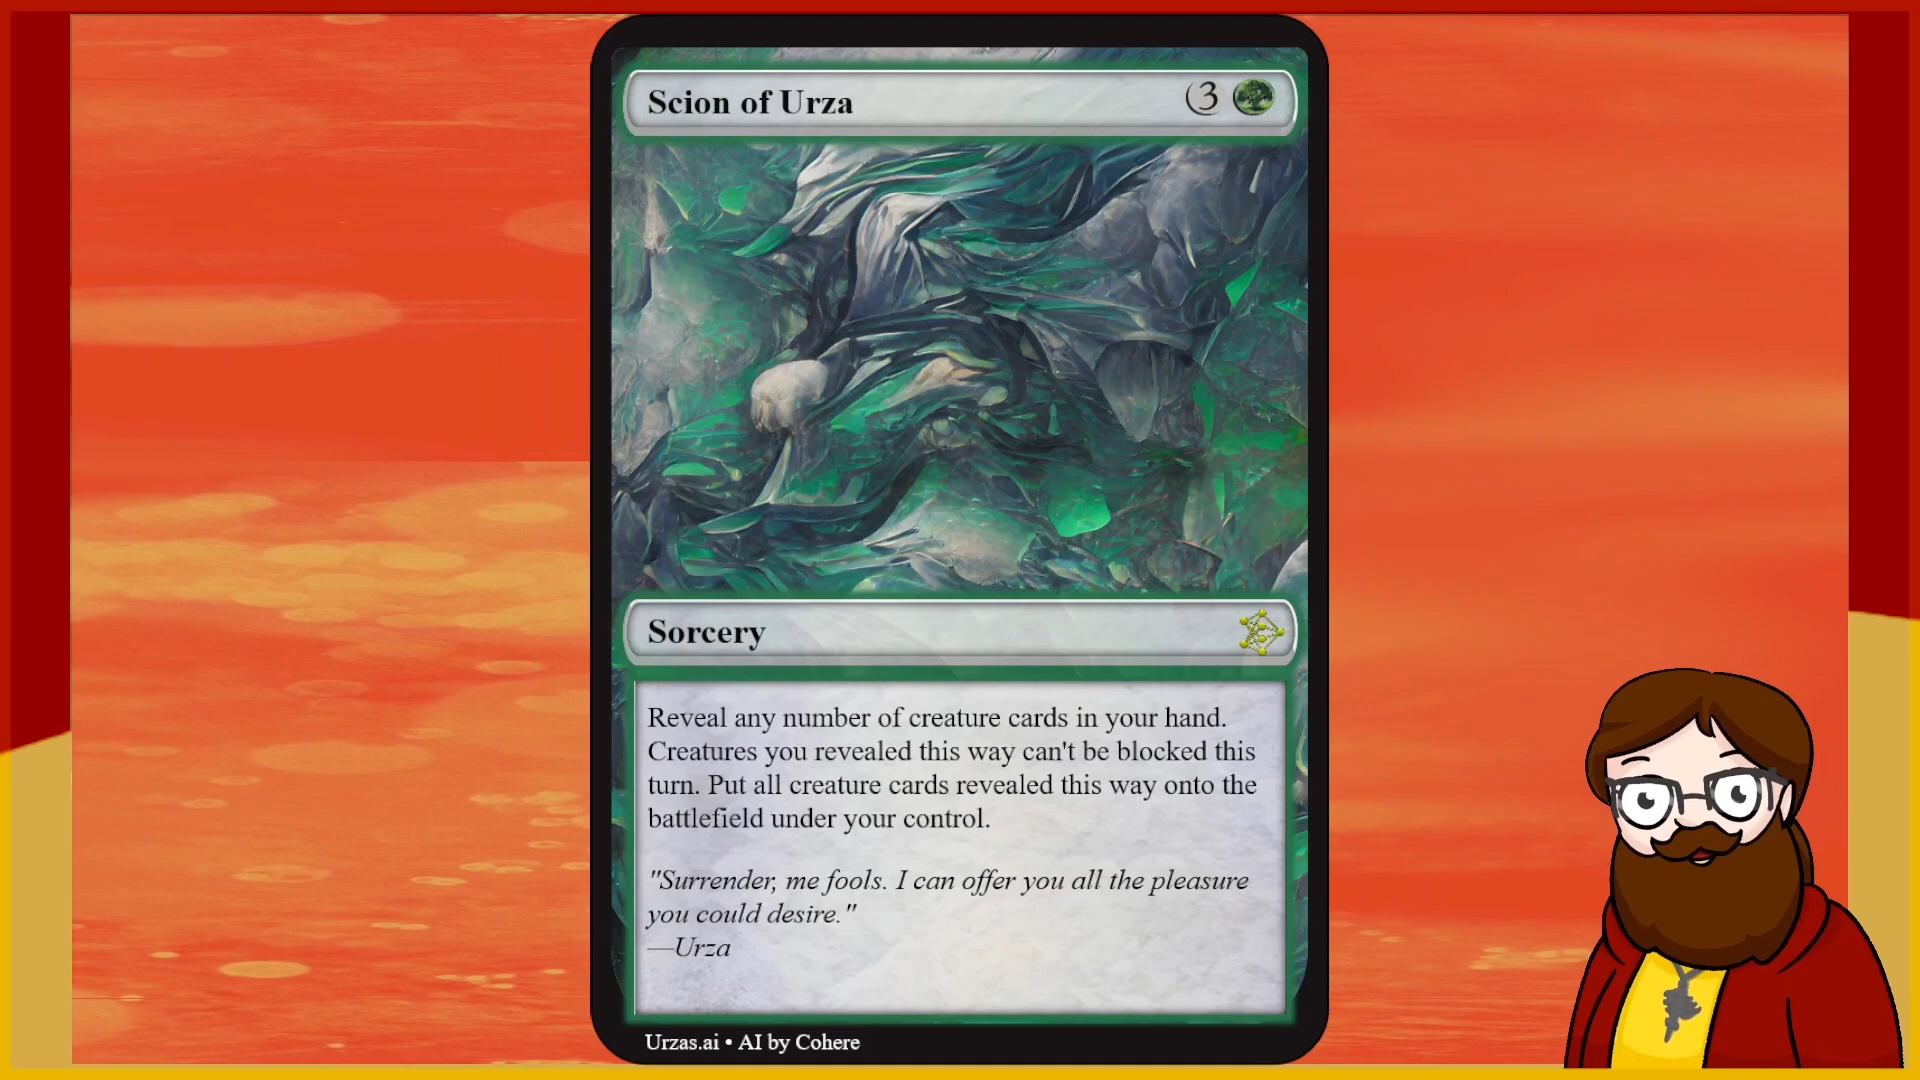 Scion of Urza 3
Sorcery
Reveal any number of creature cards in your hand.
Creatures you revealed this way can't be blocked this
turn. Put all creature cards revealed this way onto the
battlefield under your control.
"Surrender, me fools. I can offer you all the pleasure
you could desire."
—Urza
Urzas.ai • AI by Cohere